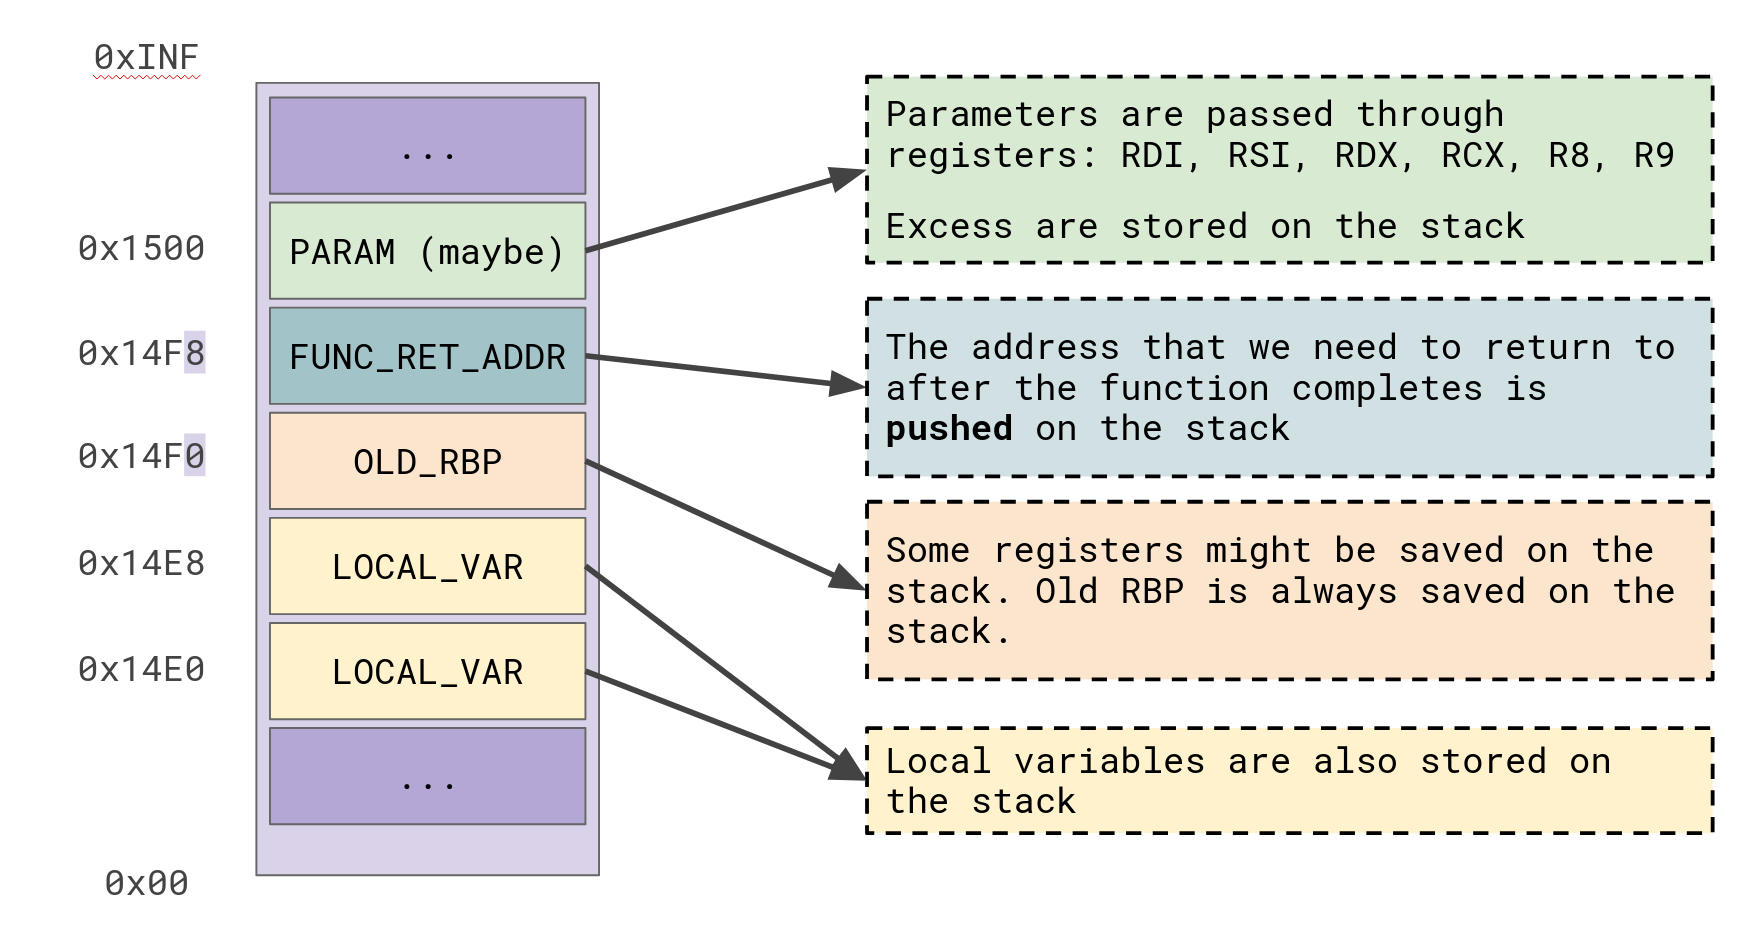 0xINF
...
0x1500
PARAM (maybe)
0x14F8
FUNC_RET_ADDR
0x14F0
OLD_RBP
0x14E8
LOCAL_VAR
0x14E0
LOCAL_VAR
...
0x00
Parameters are passed through
registers: RDI, RSI, RDX, RCX, R8, R9
Excess are stored on the stack
The address that we need to return to
after the function completes is
pushed on the stack
Some registers might be saved on the
stack. Old RBP is always saved on the
stack.
Local variables are also stored on
the stack